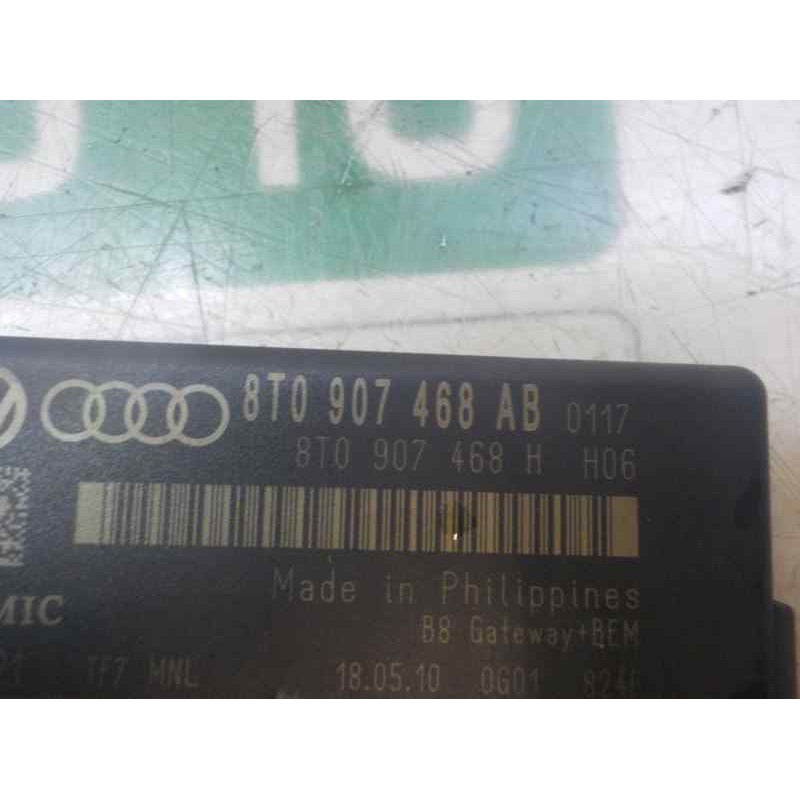 8T0 907 468 AB 0117
8T0 907 468 H H06
Made in Philippines
MIC
B8 Gateway+BEM
TF7 MNL 18.05.10 0G01